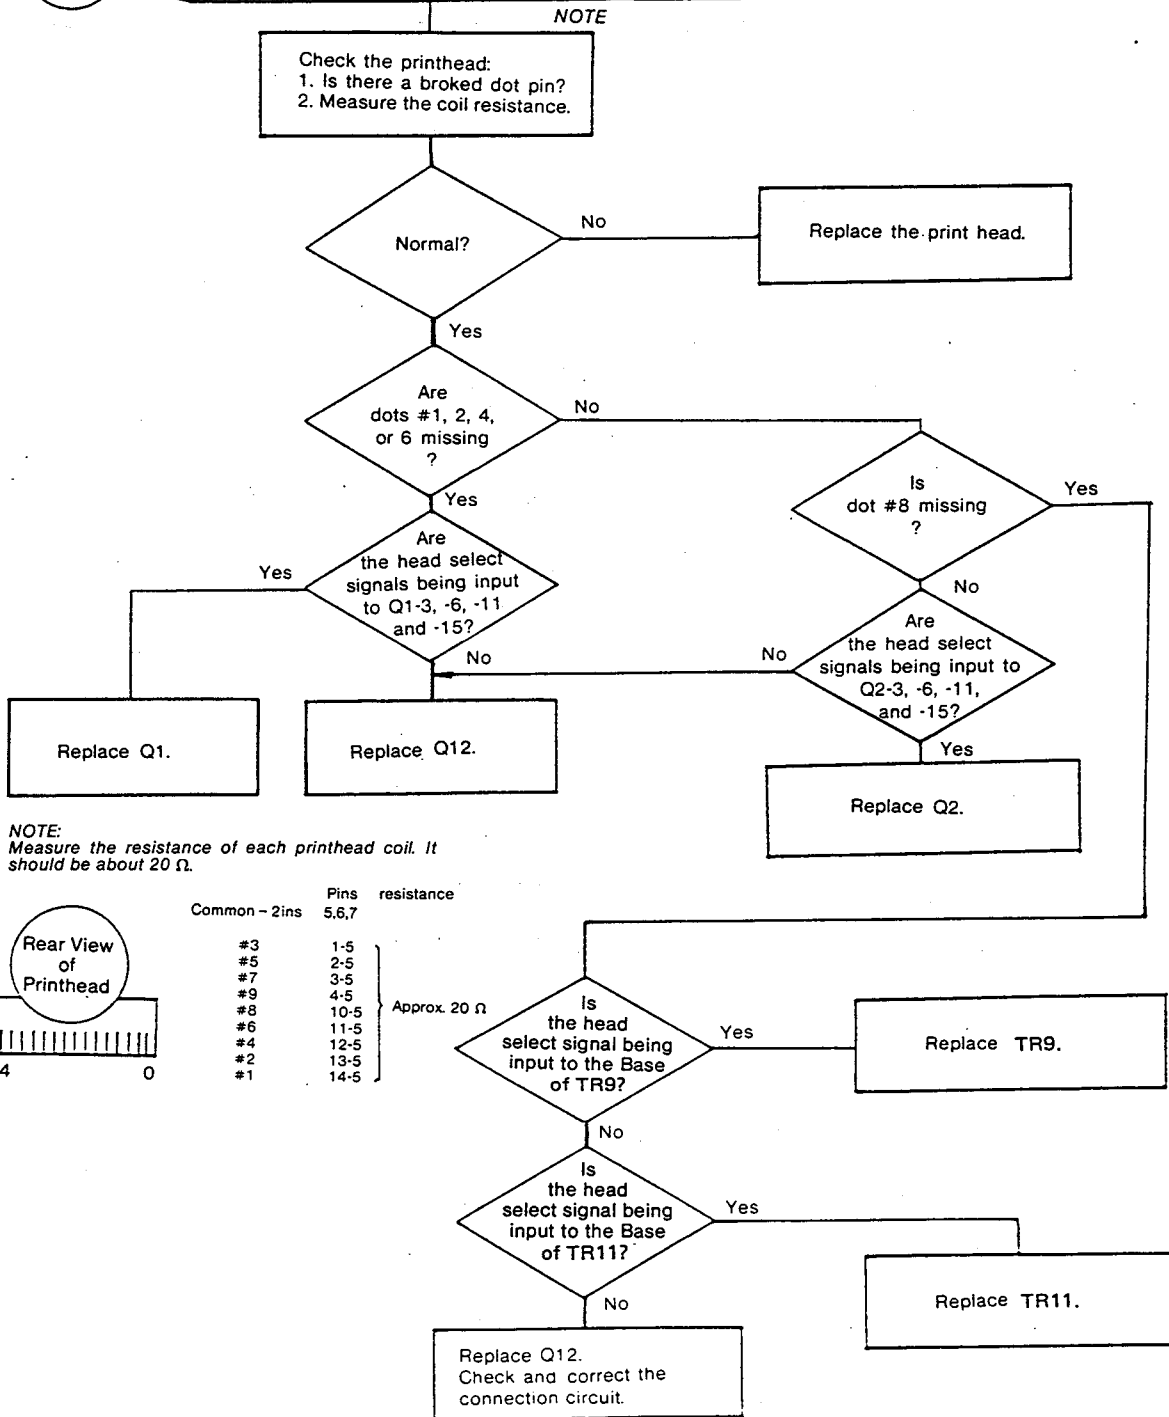 NOTE
Check the printhead:
1. Is there a broked dot pin?
2. Measure the coil resistance.
Normal?
No
Replace the print head.
Yes
Are
dots #1, 2, 4,
or 6 missing
?
No
Is
dot #8 missing
?
Yes
Yes
Are
the head select
signals being input
to Q1-3, -6, -11
and -15?
Yes
No
No
Are
the head select
signals being input to
Q2-3, -6, -11,
and -15?
No
Yes
Replace Q1.
Replace Q12.
Replace Q2.
NOTE:
Measure the resistance of each printhead coil. It
should be about 20 Ω.
Pins resistance
Common – 2ins 5,6,7
#3 1-5
#5 2-5
#7 3-5
#9 4-5
#8 10-5
#6 11-5
#4 12-5
#2 13-5
#1 14-5
Approx. 20 Ω
Rear View
of
Printhead
4 0
Is
the head
select signal being
input to the Base
of TR9?
Yes
Replace TR9.
No
Is
the head
select signal being
input to the Base
of TR11?
Yes
Replace TR11.
No
Replace Q12.
Check and correct the
connection circuit.